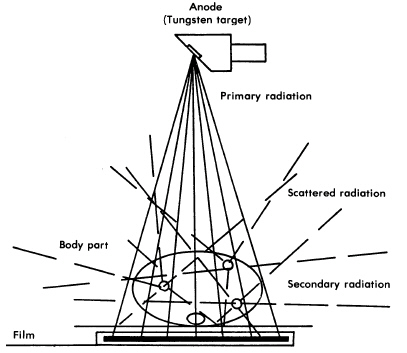 Anode
(Tungsten target)
Primary radiation
Scattered radiation
Body part
Secondary radiation
Film